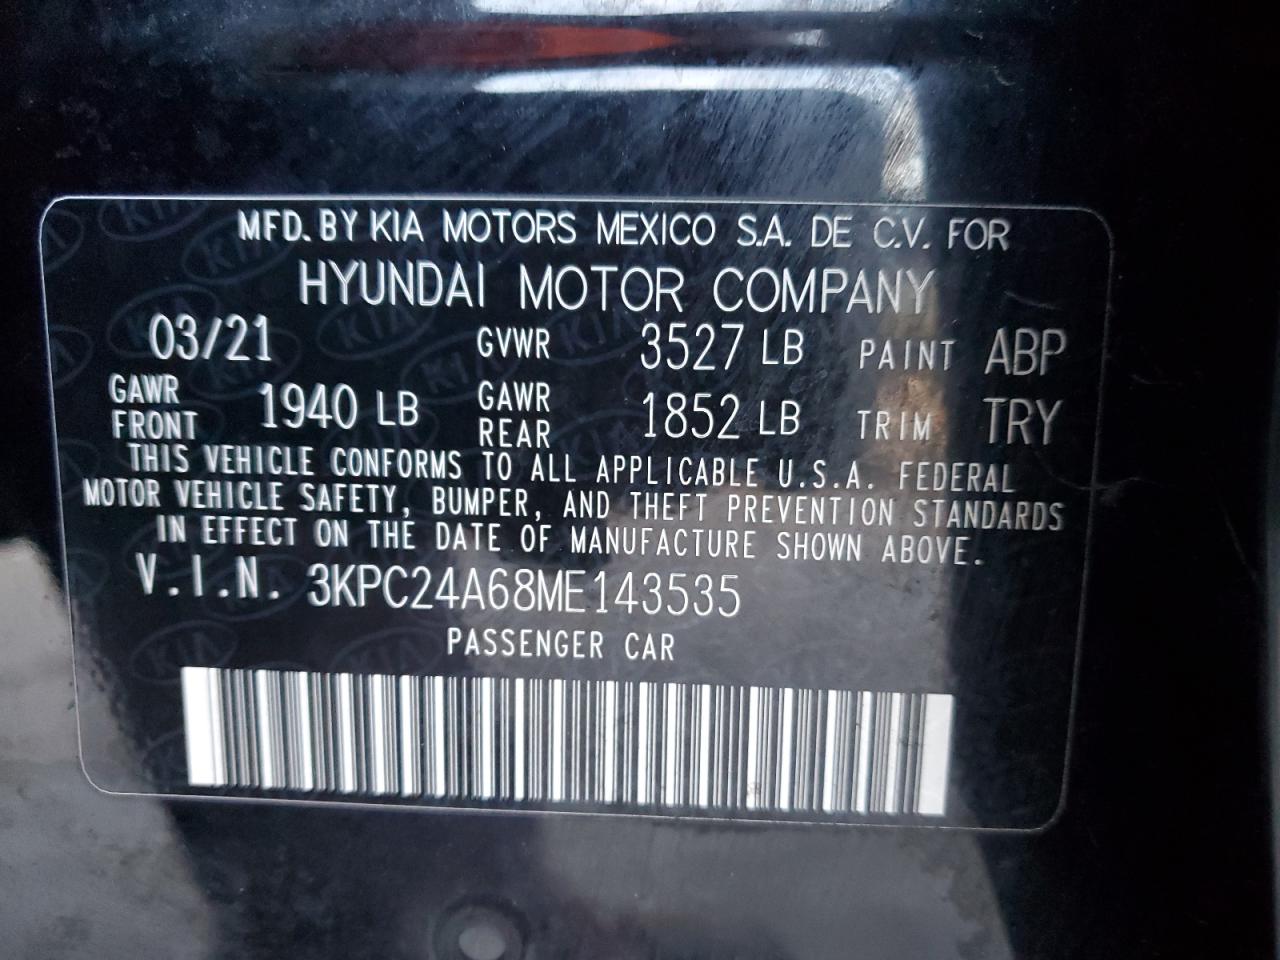 MFD. BY KIA MOTORS MEXICO S.A. DE C.V. FOR
HYUNDAI MOTOR COMPANY
03/21 GVWR 3527 LB PAINT ABP
GAWR FRONT 1940 LB GAWR REAR 1852 LB TRIM TRY
THIS VEHICLE CONFORMS TO ALL APPLICABLE U.S.A. FEDERAL
MOTOR VEHICLE SAFETY, BUMPER, AND THEFT PREVENTION STANDARDS
IN EFFECT ON THE DATE OF MANUFACTURE SHOWN ABOVE.
V.I.N. 3KPC24A68ME143535
PASSENGER CAR